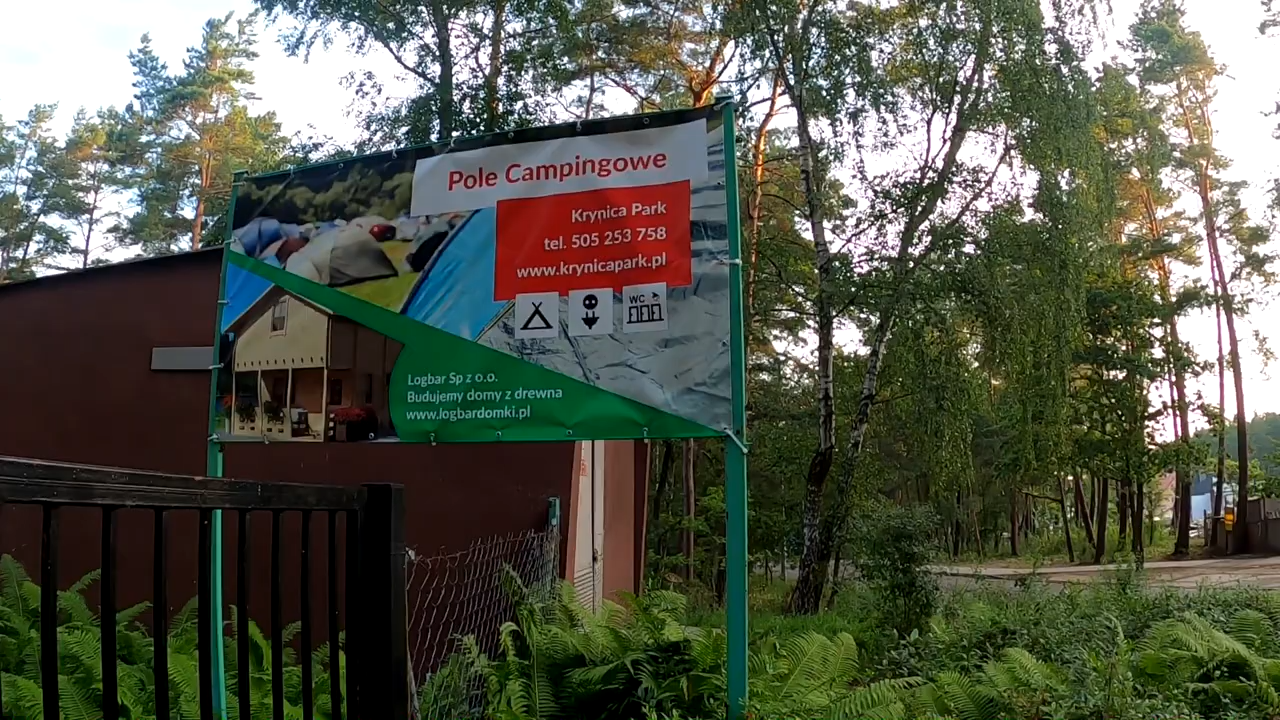 Pole Campingowe
Krynica Park
tel. 505 253 758
www.krynicapark.pl
WC
Logbar Sp z o.o.
Budujemy domy z drewna
www.logbardomki.pl